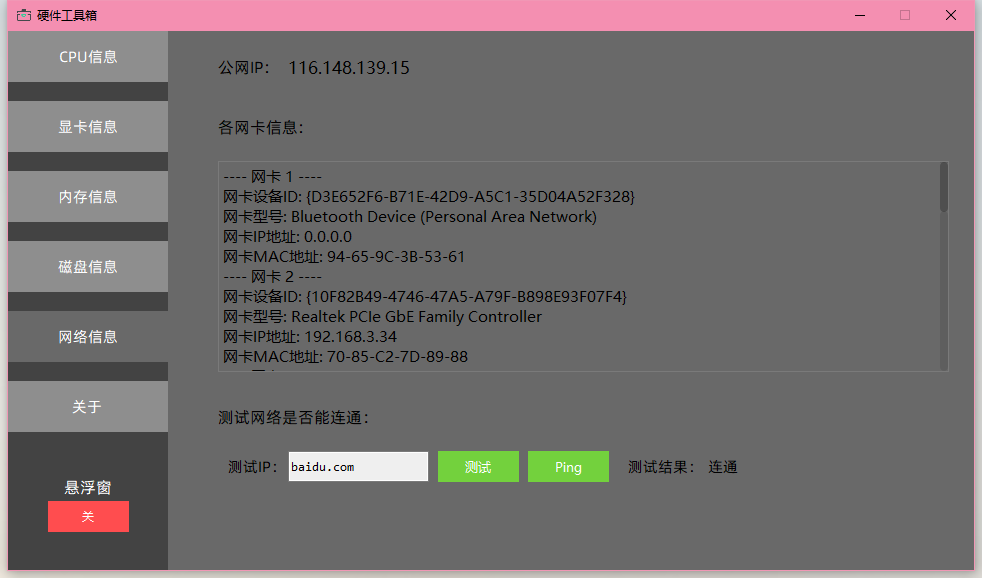 硬件工具箱
CPU信息
显卡信息
内存信息
磁盘信息
网络信息
关于
悬浮窗
关
公网IP： 116.148.139.15
各网卡信息：
---- 网卡 1 ----
网卡设备ID: {D3E652F6-B71E-42D9-A5C1-35D04A52F328}
网卡型号: Bluetooth Device (Personal Area Network)
网卡IP地址: 0.0.0.0
网卡MAC地址: 94-65-9C-3B-53-61
---- 网卡 2 ----
网卡设备ID: {10F82B49-4746-47A5-A79F-B898E93F07F4}
网卡型号: Realtek PCIe GbE Family Controller
网卡IP地址: 192.168.3.34
网卡MAC地址: 70-85-C2-7D-89-88
测试网络是否能连通：
测试IP： baidu.com 测试 Ping 测试结果： 连通